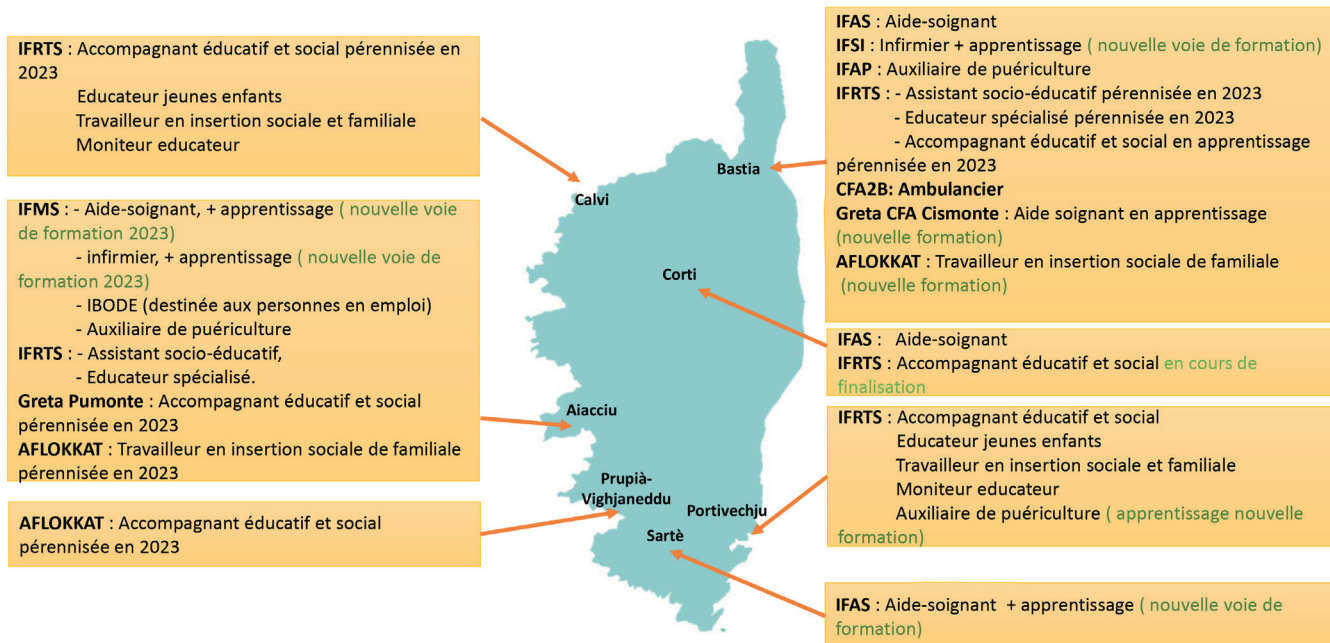 IFRTS : Accompagnant éducatif et social pérennisée en
2023
Educateur jeunes enfants
Travailleur en insertion sociale et familiale
Moniteur educateur
IFMS : - Aide-soignant, + apprentissage ( nouvelle voie
de formation 2023)
- infirmier, + apprentissage ( nouvelle voie de
formation 2023)
- IBODE (destinée aux personnes en emploi)
- Auxiliaire de puériculture
IFRTS : - Assistant socio-éducatif,
- Educateur spécialisé.
Greta Pumonte : Accompagnant éducatif et social
pérennisée en 2023
AFLOKKAT : Travailleur en insertion sociale de familiale
pérennisée en 2023
AFLOKKAT : Accompagnant éducatif et social
pérennisée en 2023
Bastia
Calvi
Corti
Aiacciu
Prupià-
Vighjaneddu
Portivechju
Sartè
IFAS : Aide-soignant
IFSI : Infirmier + apprentissage ( nouvelle voie de formation)
IFAP : Auxiliaire de puériculture
IFRTS : - Assistant socio-éducatif pérennisée en 2023
- Educateur spécialisé pérennisée en 2023
- Accompagnant éducatif et social en apprentissage
pérennisée en 2023
CFA2B: Ambulancier
Greta CFA Cismonte : Aide soignant en apprentissage
(nouvelle formation)
AFLOKKAT : Travailleur en insertion sociale de familiale
(nouvelle formation)
IFAS : Aide-soignant
IFRTS : Accompagnant éducatif et social en cours de
finalisation
IFRTS : Accompagnant éducatif et social
Educateur jeunes enfants
Travailleur en insertion sociale et familiale
Moniteur educateur
Auxiliaire de puériculture ( apprentissage nouvelle
formation)
IFAS : Aide-soignant + apprentissage ( nouvelle voie de
formation)